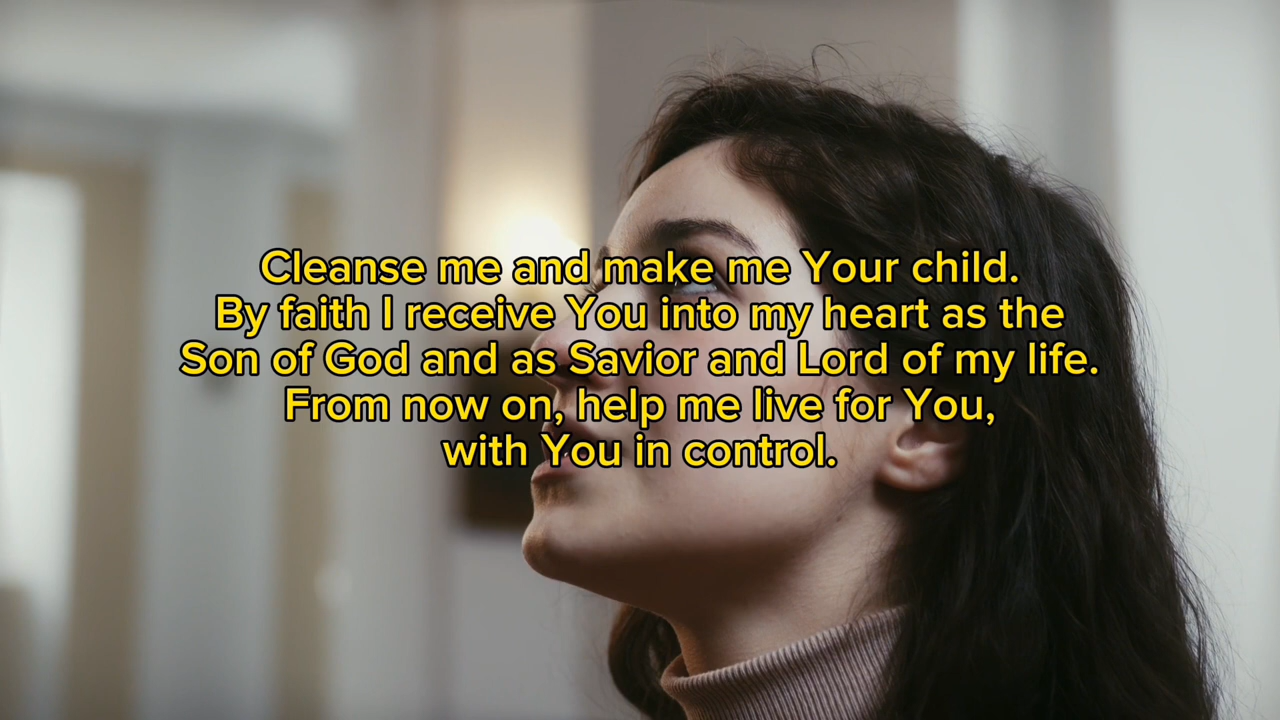 Cleanse me and make me Your child.
By faith I receive You into my heart as the
Son of God and as Savior and Lord of my life.
From now on, help me live for You,
with You in control.